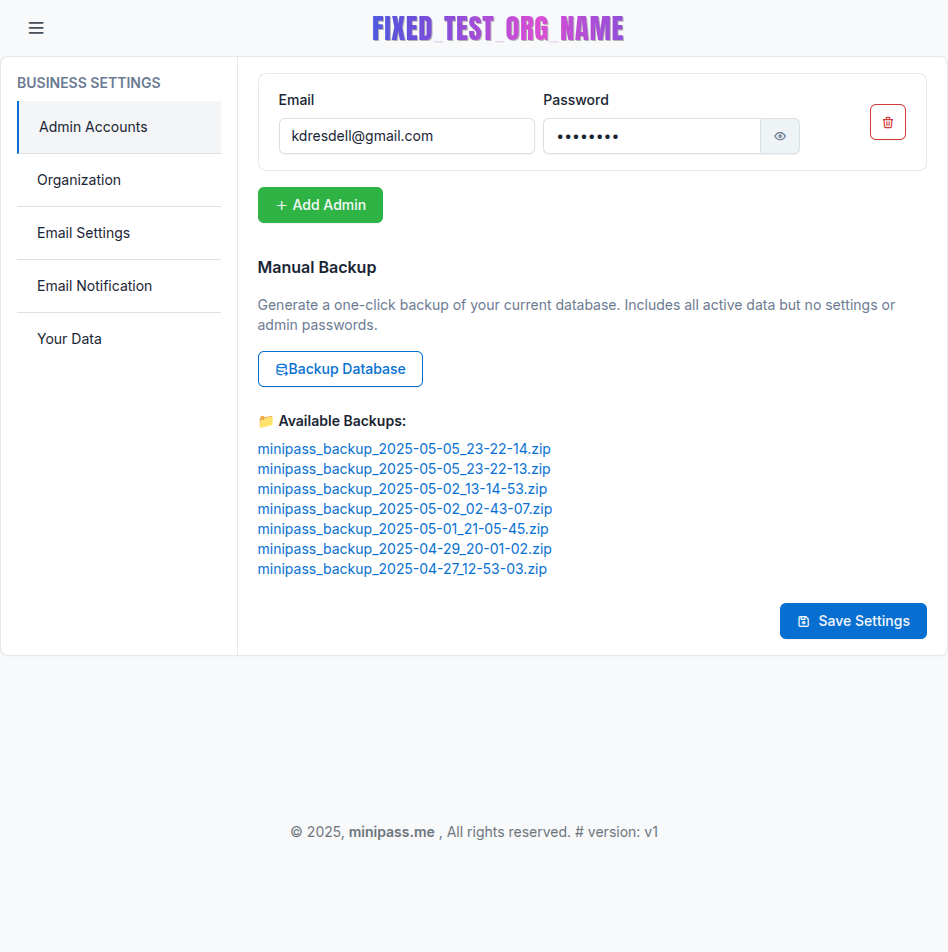 FIXED_TEST_ORG_NAME
BUSINESS SETTINGS
Admin Accounts
Organization
Email Settings
Email Notification
Your Data
Email
Password
kdresdell@gmail.com
••••••••
+ Add Admin
Manual Backup
Generate a one-click backup of your current database. Includes all active data but no settings or
admin passwords.
Backup Database
📁 Available Backups:
minipass_backup_2025-05-05_23-22-14.zip
minipass_backup_2025-05-05_23-22-13.zip
minipass_backup_2025-05-02_13-14-53.zip
minipass_backup_2025-05-02_02-43-07.zip
minipass_backup_2025-05-01_21-05-45.zip
minipass_backup_2025-04-29_20-01-02.zip
minipass_backup_2025-04-27_12-53-03.zip
Save Settings
© 2025, minipass.me , All rights reserved. # version: v1